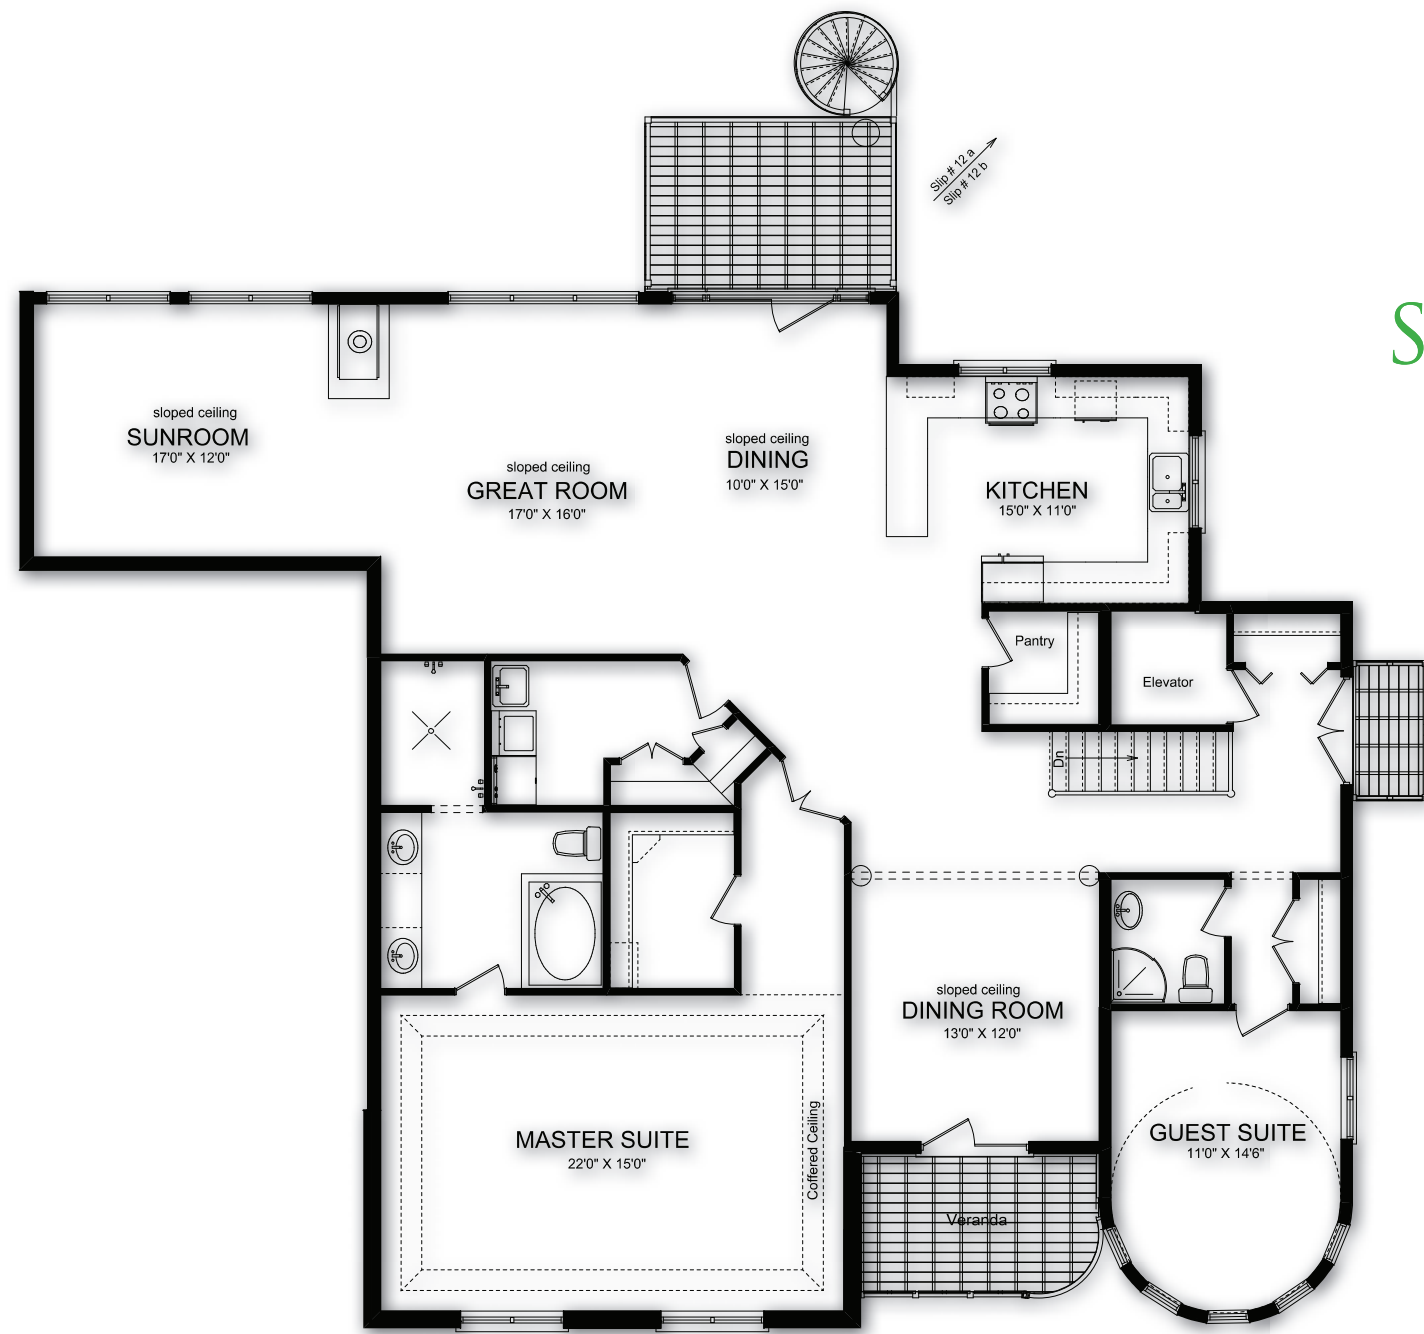 Slip # 12 a
Slip # 12 b
S
sloped ceiling
SUNROOM
17'0" X 12'0"
sloped ceiling
GREAT ROOM
17'0" X 16'0"
sloped ceiling
DINING
10'0" X 15'0"
KITCHEN
15'0" X 11'0"
Pantry
Elevator
Dn
sloped ceiling
DINING ROOM
13'0" X 12'0"
MASTER SUITE
22'0" X 15'0"
Coffered Ceiling
GUEST SUITE
11'0" X 14'6"
Veranda